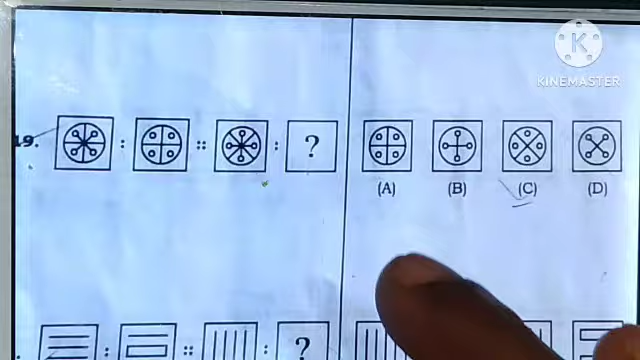 K
KINEMASTER
19. : :: : ?
(A) (B) (C) (D)
: :: : ?